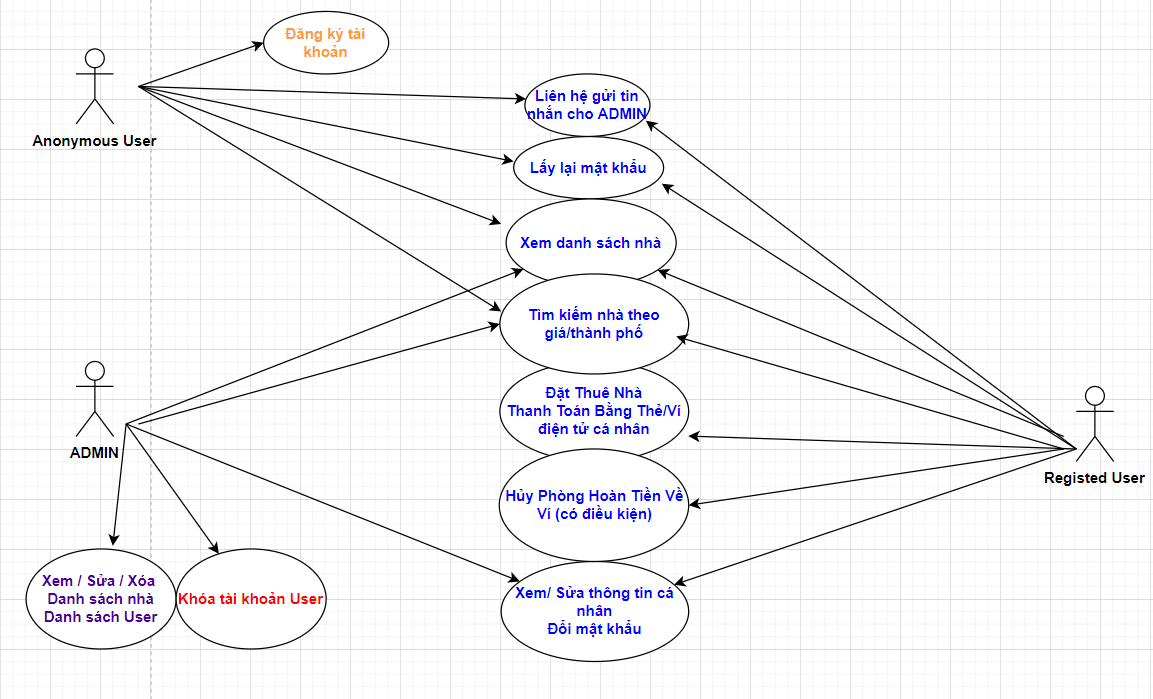 Đăng ký tài
khoản
Anonymous User
Liên hệ gửi tin
nhắn cho ADMIN
Lấy lại mật khẩu
Xem danh sách nhà
Tìm kiếm nhà theo
giá/thành phố
Đặt Thuê Nhà
Thanh Toán Bằng Thẻ/Ví
điện tử cá nhân
ADMIN
Registed User
Hủy Phòng Hoàn Tiền Về
Ví (có điều kiện)
Xem / Sửa / Xóa
Danh sách nhà
Danh sách User
Khóa tài khoản User
Xem/ Sửa thông tin cá
nhân
Đổi mật khẩu